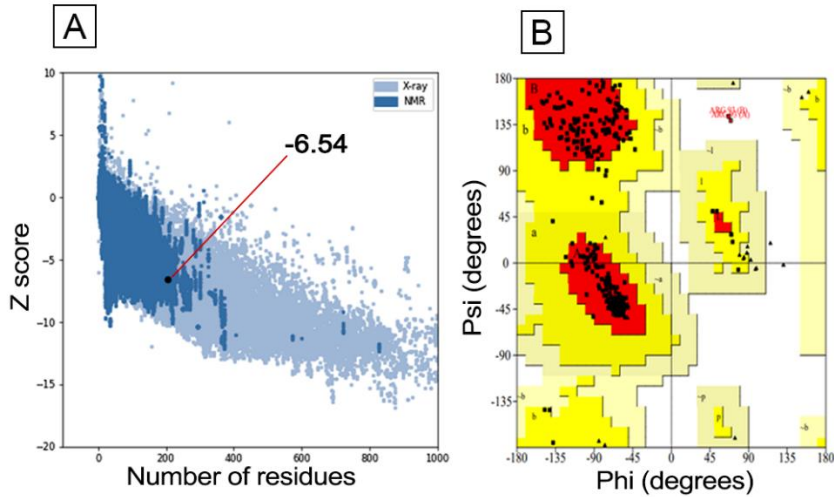 A
B
X-ray
NMR
-6.54
Z score
10
5
0
-5
-10
-15
-20
0
200
400
600
800
1000
Number of residues
Psi (degrees)
180
135
90
45
0
-45
-90
-135
B
b
~b
~b
b
~l
l
a
~a
~b
b
~p
p
~b
-180
-135
-90
-45
0
45
90
135
180
Phi (degrees)